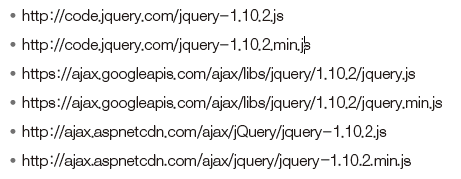 • http://code.jquery.com/jquery-1.10.2.js
• http://code.jquery.com/jquery-1.10.2.min.js
• https://ajax.googleapis.com/ajax/libs/jquery/1.10.2/jquery.js
• https://ajax.googleapis.com/ajax/libs/jquery/1.10.2/jquery.min.js
• http://ajax.aspnetcdn.com/ajax/jQuery/jquery-1.10.2.js
• http://ajax.aspnetcdn.com/ajax/jquery/jquery-1.10.2.min.js